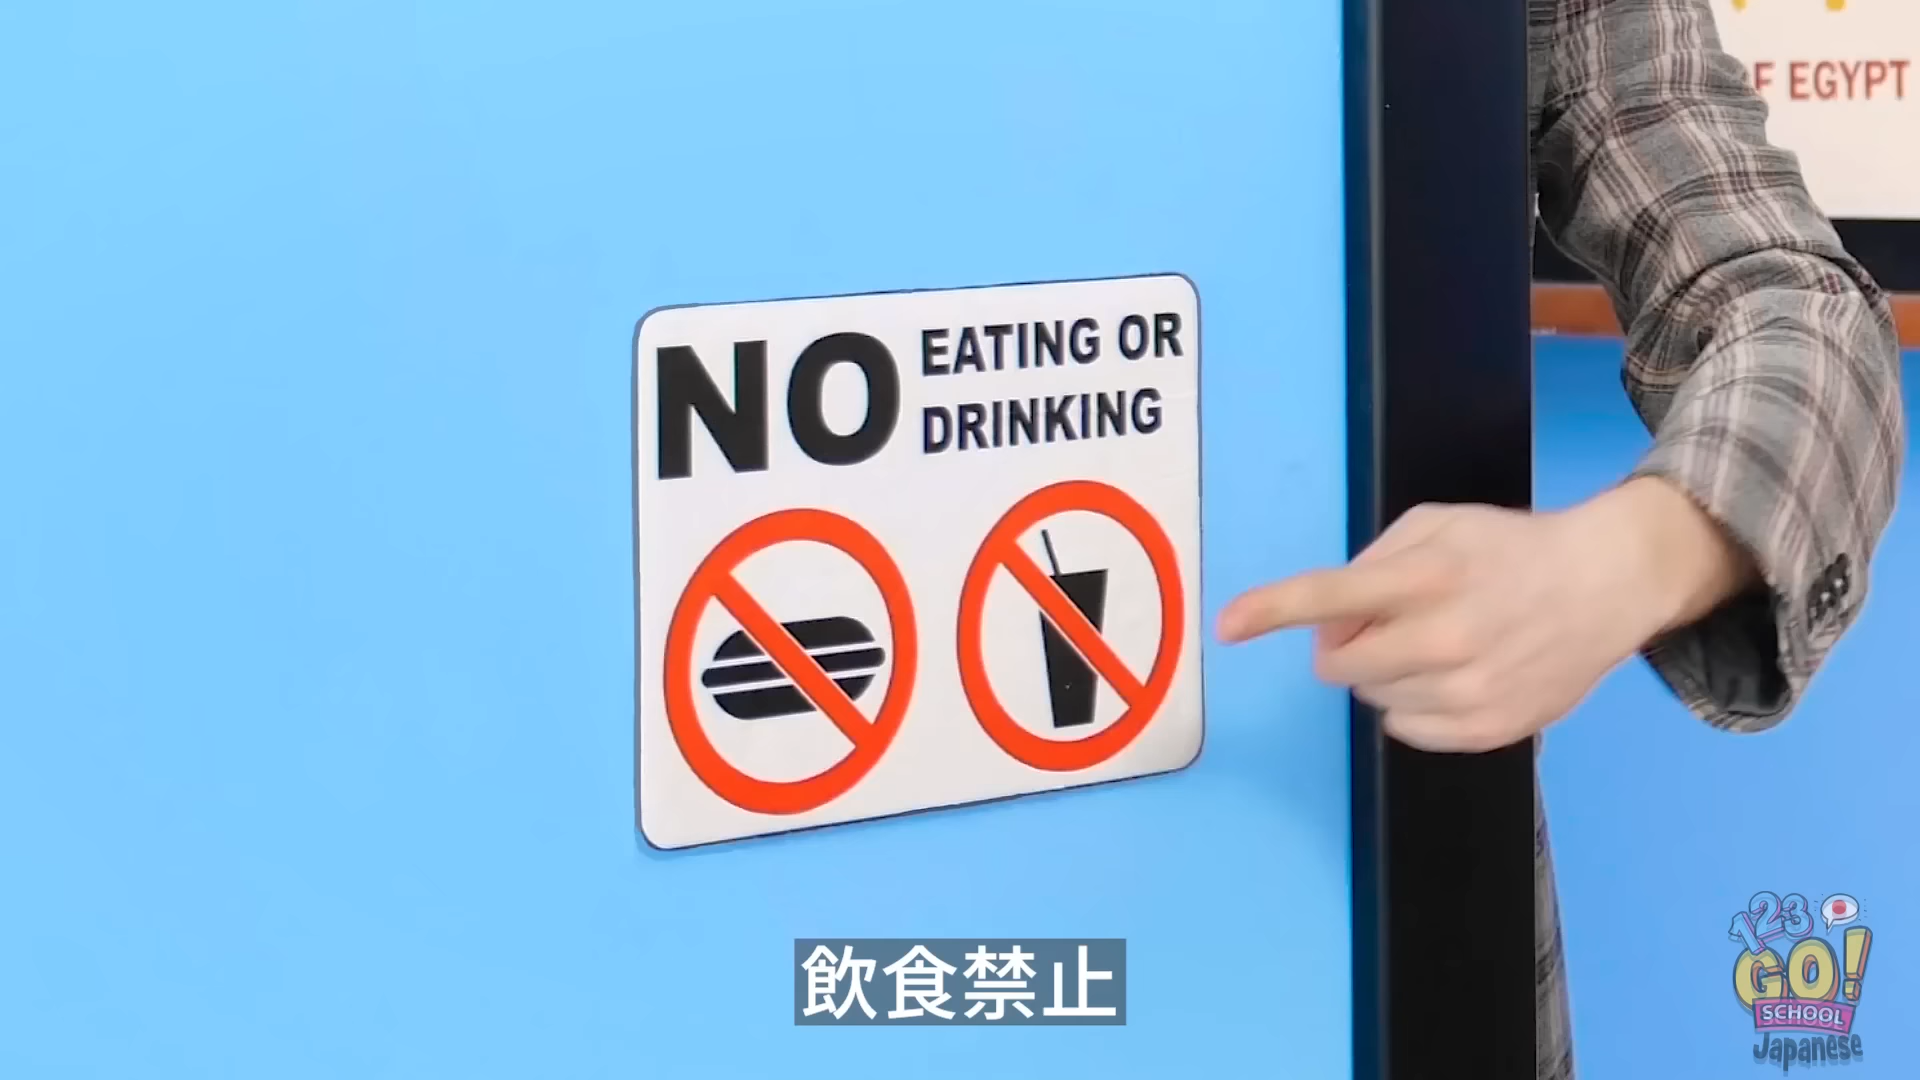 F EGYPT
NO EATING OR
DRINKING
飲食禁止
123
GO!
SCHOOL
Japanese